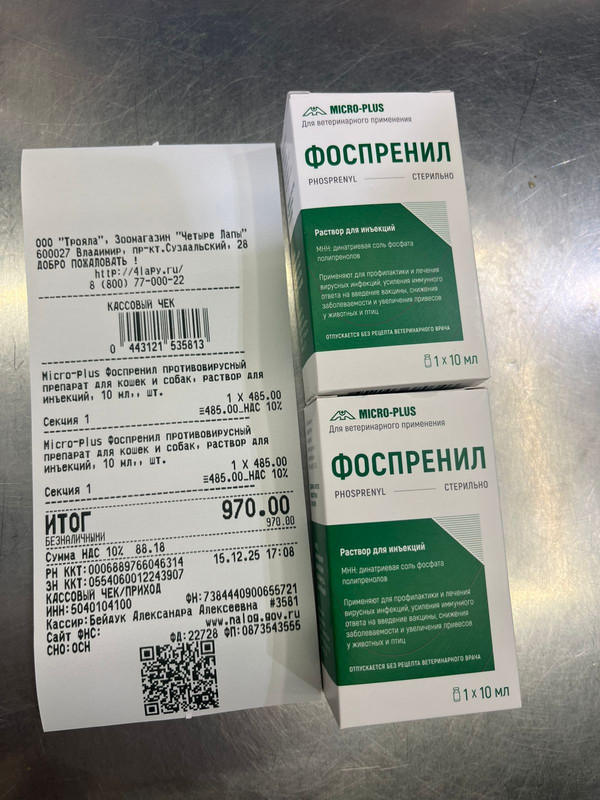 ООО "Трояла", Зоомагазин "Четыре Лапы"
600027 Владимир, пр-кт.Суздальский, 28
ДОБРО ПОЖАЛОВАТЬ !
http://4lapy.ru/
8 (800) 77-000-22
КАССОВЫЙ ЧЕК
0 443121 535813
Micro-Plus Фоспренил противовирусный
препарат для кошек и собак, раствор для
инъекций, 10 мл., шт.
1 X 485.00
Секция 1 ≡485.00_НДС 10%
Micro-Plus Фоспренил противовирусный
препарат для кошек и собак, раствор для
инъекций, 10 мл., шт.
1 X 485.00
Секция 1 ≡485.00_НДС 10%
ИТОГ 970.00
БЕЗНАЛИЧНЫМИ 970.00
Сумма НДС 10% 88.18
РН ККТ:0006889766046314 15.12.25 17:08
ЗН ККТ:0554060012243907
КАССОВЫЙ ЧЕК/ПРИХОД ФН:7384440900655721
ИНН:5040104100
Кассир:Бейдук Александра Алексеевна #3581
Сайт ФНС: www.nalog.gov.ru
СНО:ОСН ФД:22728 ФП:0873543555
MICRO-PLUS
Для ветеринарного применения
ФОСПРЕНИЛ
PHOSPRENYL СТЕРИЛЬНО
Раствор для инъекций
МНН: динатриевая соль фосфата
полипренолов
Применяют для профилактики и лечения
вирусных инфекций, усиления иммунного
ответа на введение вакцины, снижения
заболеваемости и увеличения привесов
у животных и птиц
ОТПУСКАЕТСЯ БЕЗ РЕЦЕПТА ВЕТЕРИНАРНОГО ВРАЧА
1 x 10 мл
MICRO-PLUS
Для ветеринарного применения
ФОСПРЕНИЛ
PHOSPRENYL СТЕРИЛЬНО
Раствор для инъекций
МНН: динатриевая соль фосфата
полипренолов
Применяют для профилактики и лечения
вирусных инфекций, усиления иммунного
ответа на введение вакцины, снижения
заболеваемости и увеличения привесов
у животных и птиц
ОТПУСКАЕТСЯ БЕЗ РЕЦЕПТА ВЕТЕРИНАРНОГО ВРАЧА
1 x 10 мл